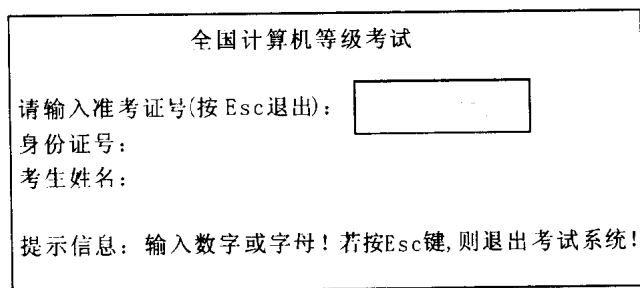 全国计算机等级考试
请输入准考证号(按Esc退出):
身份证号:
考生姓名:
提示信息: 输入数字或字母!若按Esc键,则退出考试系统!